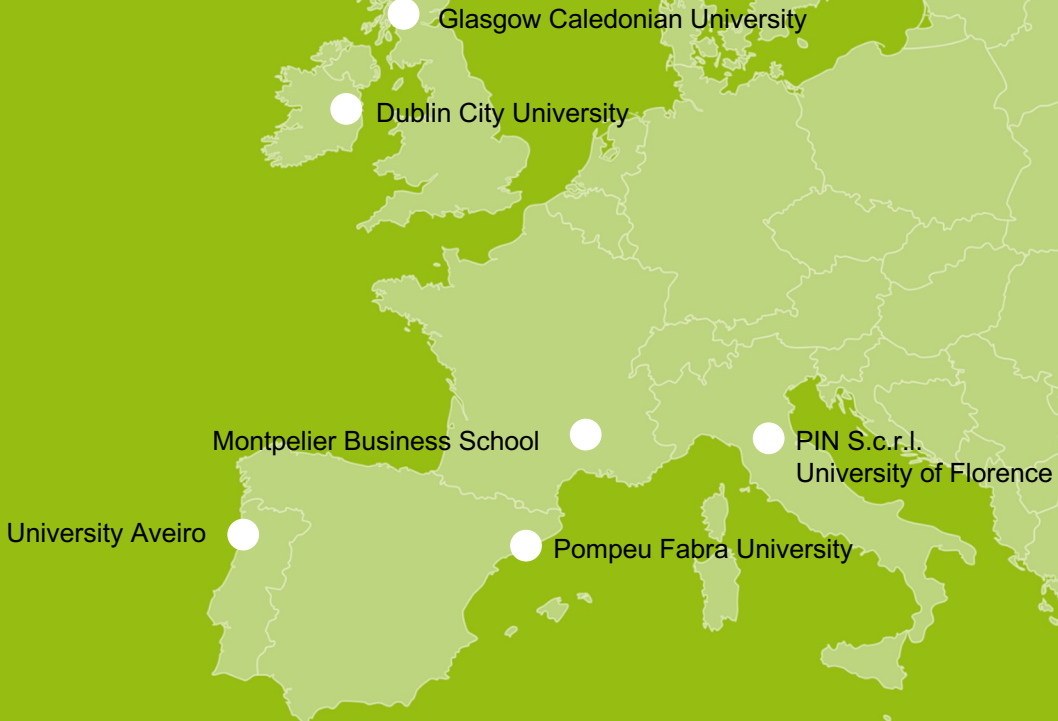 Glasgow Caledonian University
Dublin City University
Montpelier Business School
PIN S.c.r.l.
University of Florence
University Aveiro
Pompeu Fabra University